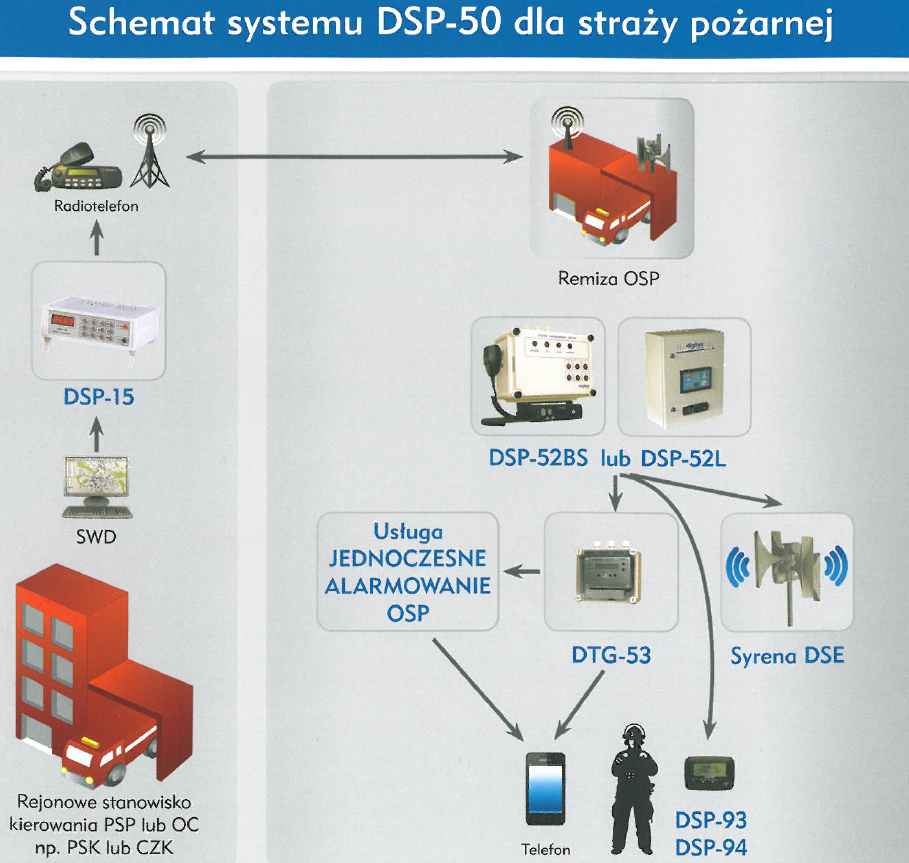 Schemat systemu DSP-50 dla straży pożarnej
Radiotelefon
DSP-15
SWD
Rejonowe stanowisko
kierowania PSP lub OC
np. PSK lub CZK
Remiza OSP
DSP-52BS lub DSP-52L
Usługa
JEDNOCZESNE
ALARMOWANIE
OSP
DTG-53
Syrena DSE
Telefon
DSP-93
DSP-94